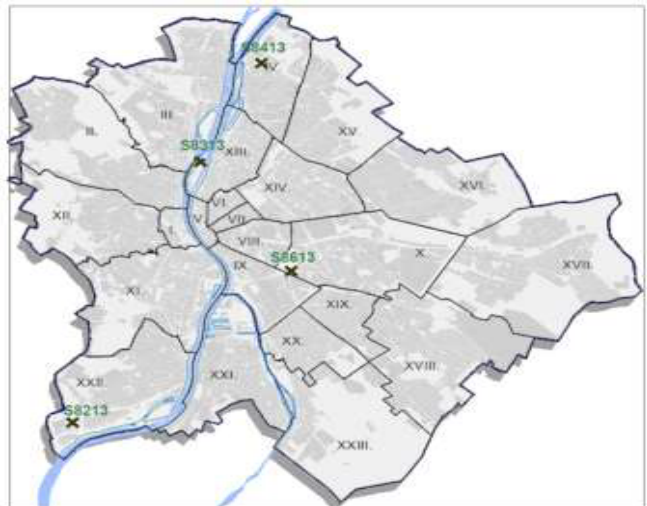 S8413
IV.
III.
II.
XV.
S8313
XIII.
XIV.
XVI.
XII.
VI.
I.
V.
VII.
VIII.
S8613
X.
XVII.
IX.
XI.
XIX.
XX.
XVIII.
XXII.
XXI.
S8213
XXIII.